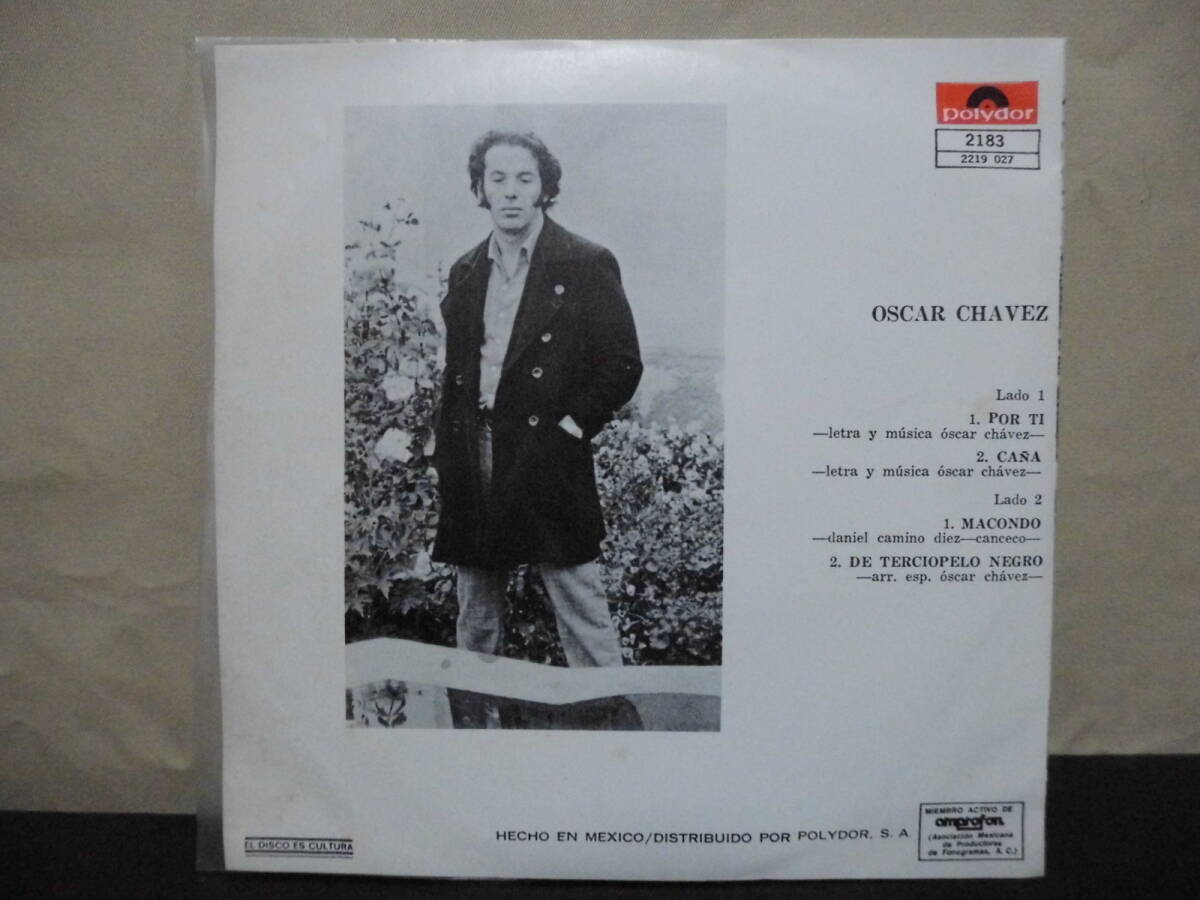 polydor
2183
2219 027
OSCAR CHAVEZ
Lado 1
1. POR TI
—letra y música óscar chávez—
2. CAÑA
—letra y música óscar chávez—
Lado 2
1. MACONDO
—daniel camino diez—canceco—
2. DE TERCIOPELO NEGRO
—arr. esp. óscar chávez—
EL DISCO ES CULTURA
HECHO EN MEXICO/DISTRIBUIDO POR POLYDOR, S. A.
MIEMBRO ACTIVO DE
amprofon
(Asociación Mexicana
de Productores
de Fonogramas, A. C.)